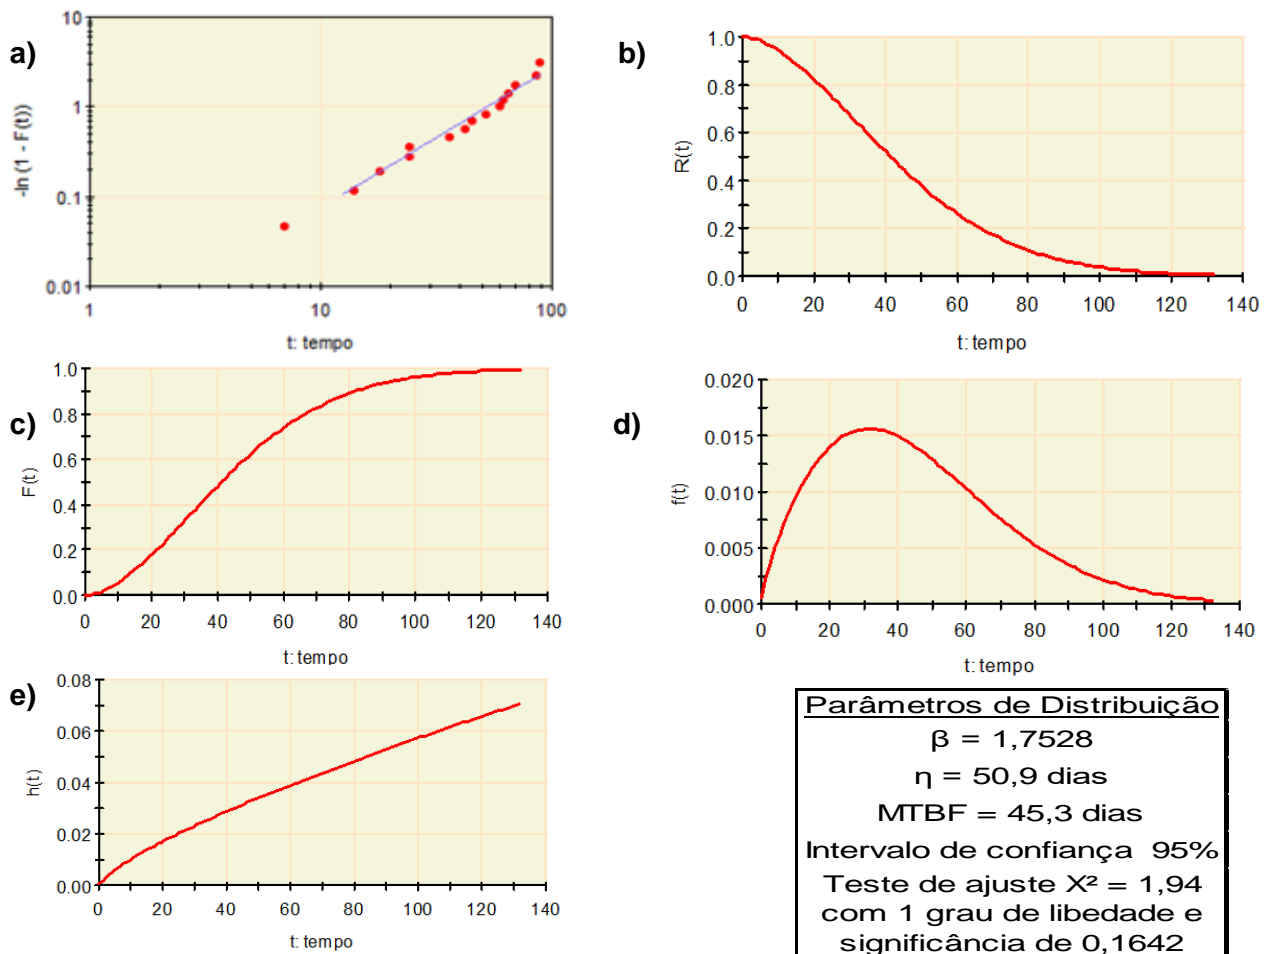 a)
10
1
0.1
0.01
-ln (1 - F(t))
1
10
100
t: tempo
b)
1.0
0.8
0.6
0.4
0.2
0.0
R(t)
0
20
40
60
80
100
120
140
t: tempo
c)
1.0
0.8
0.6
0.4
0.2
0.0
F(t)
0
20
40
60
80
100
120
140
t: tempo
d)
0.020
0.015
0.010
0.005
0.000
f(t)
0
20
40
60
80
100
120
140
t: tempo
e)
0.08
0.06
0.04
0.02
0.00
h(t)
0
20
40
60
80
100
120
140
t: tempo
Parâmetros de Distribuição
β = 1,7528
η = 50,9 dias
MTBF = 45,3 dias
Intervalo de confiança 95%
Teste de ajuste X² = 1,94
com 1 grau de libedade e
significância de 0,1642